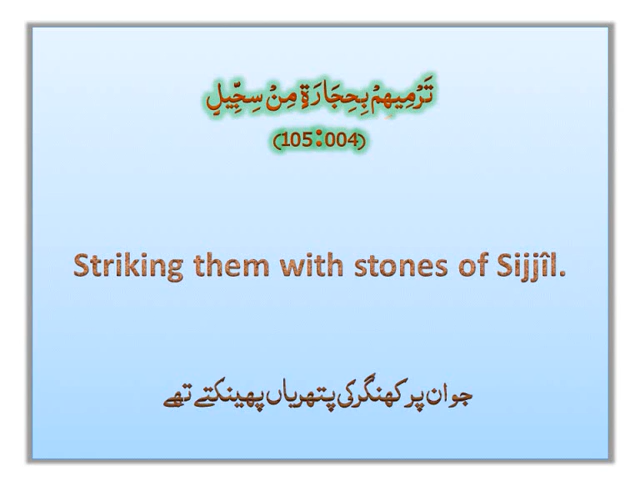 تَرْمِيهِمْ بِحِجَارَةٍ مِنْ سِجِّيلٍ
(105:004)
Striking them with stones of Sijjîl.
جو ان پر کھنگر کی پتھریاں پھینکتے تھے